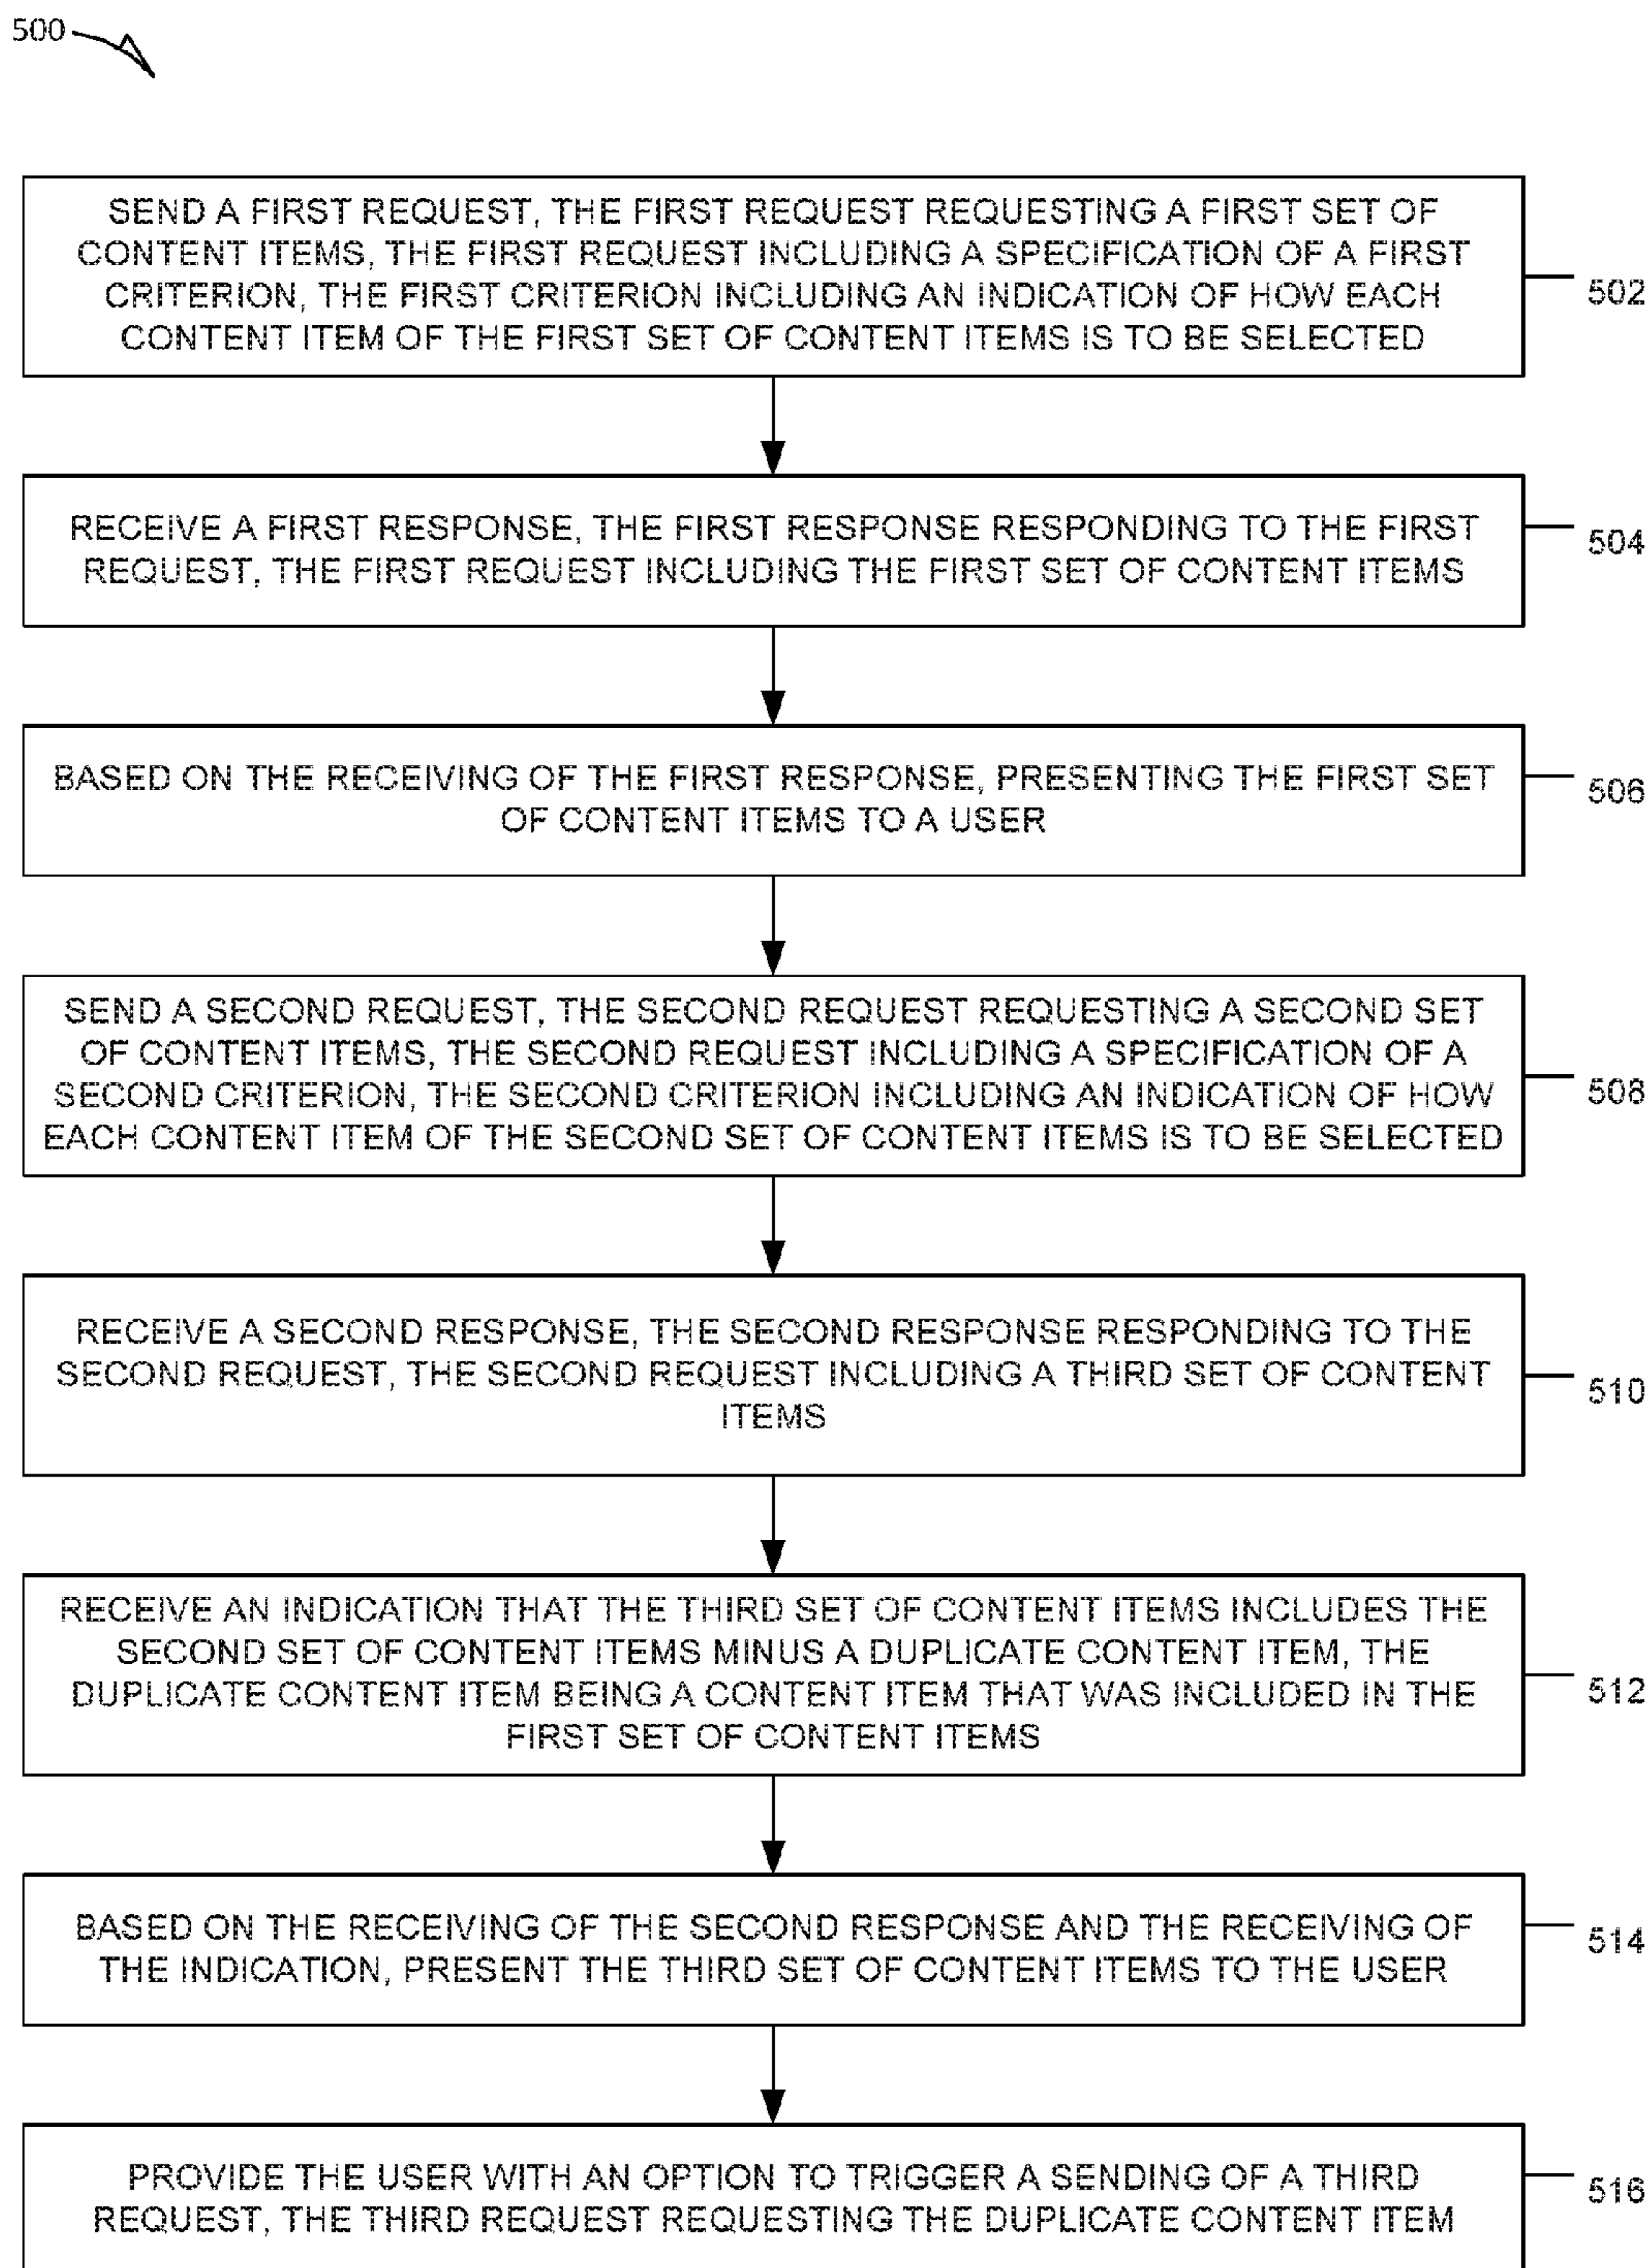 500
SEND A FIRST REQUEST, THE FIRST REQUEST REQUESTING A FIRST SET OF
CONTENT ITEMS, THE FIRST REQUEST INCLUDING A SPECIFICATION OF A FIRST
CRITERION, THE FIRST CRITERION INCLUDING AN INDICATION OF HOW EACH
CONTENT ITEM OF THE FIRST SET OF CONTENT ITEMS IS TO BE SELECTED
502
RECEIVE A FIRST RESPONSE, THE FIRST RESPONSE RESPONDING TO THE FIRST
REQUEST, THE FIRST REQUEST INCLUDING THE FIRST SET OF CONTENT ITEMS
504
BASED ON THE RECEIVING OF THE FIRST RESPONSE, PRESENTING THE FIRST SET
OF CONTENT ITEMS TO A USER
506
SEND A SECOND REQUEST, THE SECOND REQUEST REQUESTING A SECOND SET
OF CONTENT ITEMS, THE SECOND REQUEST INCLUDING A SPECIFICATION OF A
SECOND CRITERION, THE SECOND CRITERION INCLUDING AN INDICATION OF HOW
EACH CONTENT ITEM OF THE SECOND SET OF CONTENT ITEMS IS TO BE SELECTED
508
RECEIVE A SECOND RESPONSE, THE SECOND RESPONSE RESPONDING TO THE
SECOND REQUEST, THE SECOND REQUEST INCLUDING A THIRD SET OF CONTENT
ITEMS
510
RECEIVE AN INDICATION THAT THE THIRD SET OF CONTENT ITEMS INCLUDES THE
SECOND SET OF CONTENT ITEMS MINUS A DUPLICATE CONTENT ITEM, THE
DUPLICATE CONTENT ITEM BEING A CONTENT ITEM THAT WAS INCLUDED IN THE
FIRST SET OF CONTENT ITEMS
512
BASED ON THE RECEIVING OF THE SECOND RESPONSE AND THE RECEIVING OF
THE INDICATION, PRESENT THE THIRD SET OF CONTENT ITEMS TO THE USER
514
PROVIDE THE USER WITH AN OPTION TO TRIGGER A SENDING OF A THIRD
REQUEST, THE THIRD REQUEST REQUESTING THE DUPLICATE CONTENT ITEM
516